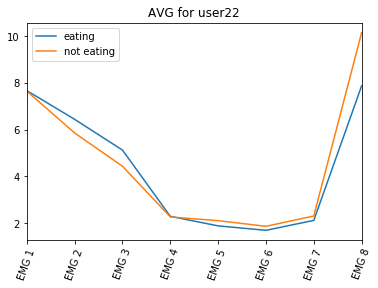 AVG for user22
eating
not eating
10
8
6
4
2
EMG 1
EMG 2
EMG 3
EMG 4
EMG 5
EMG 6
EMG 7
EMG 8